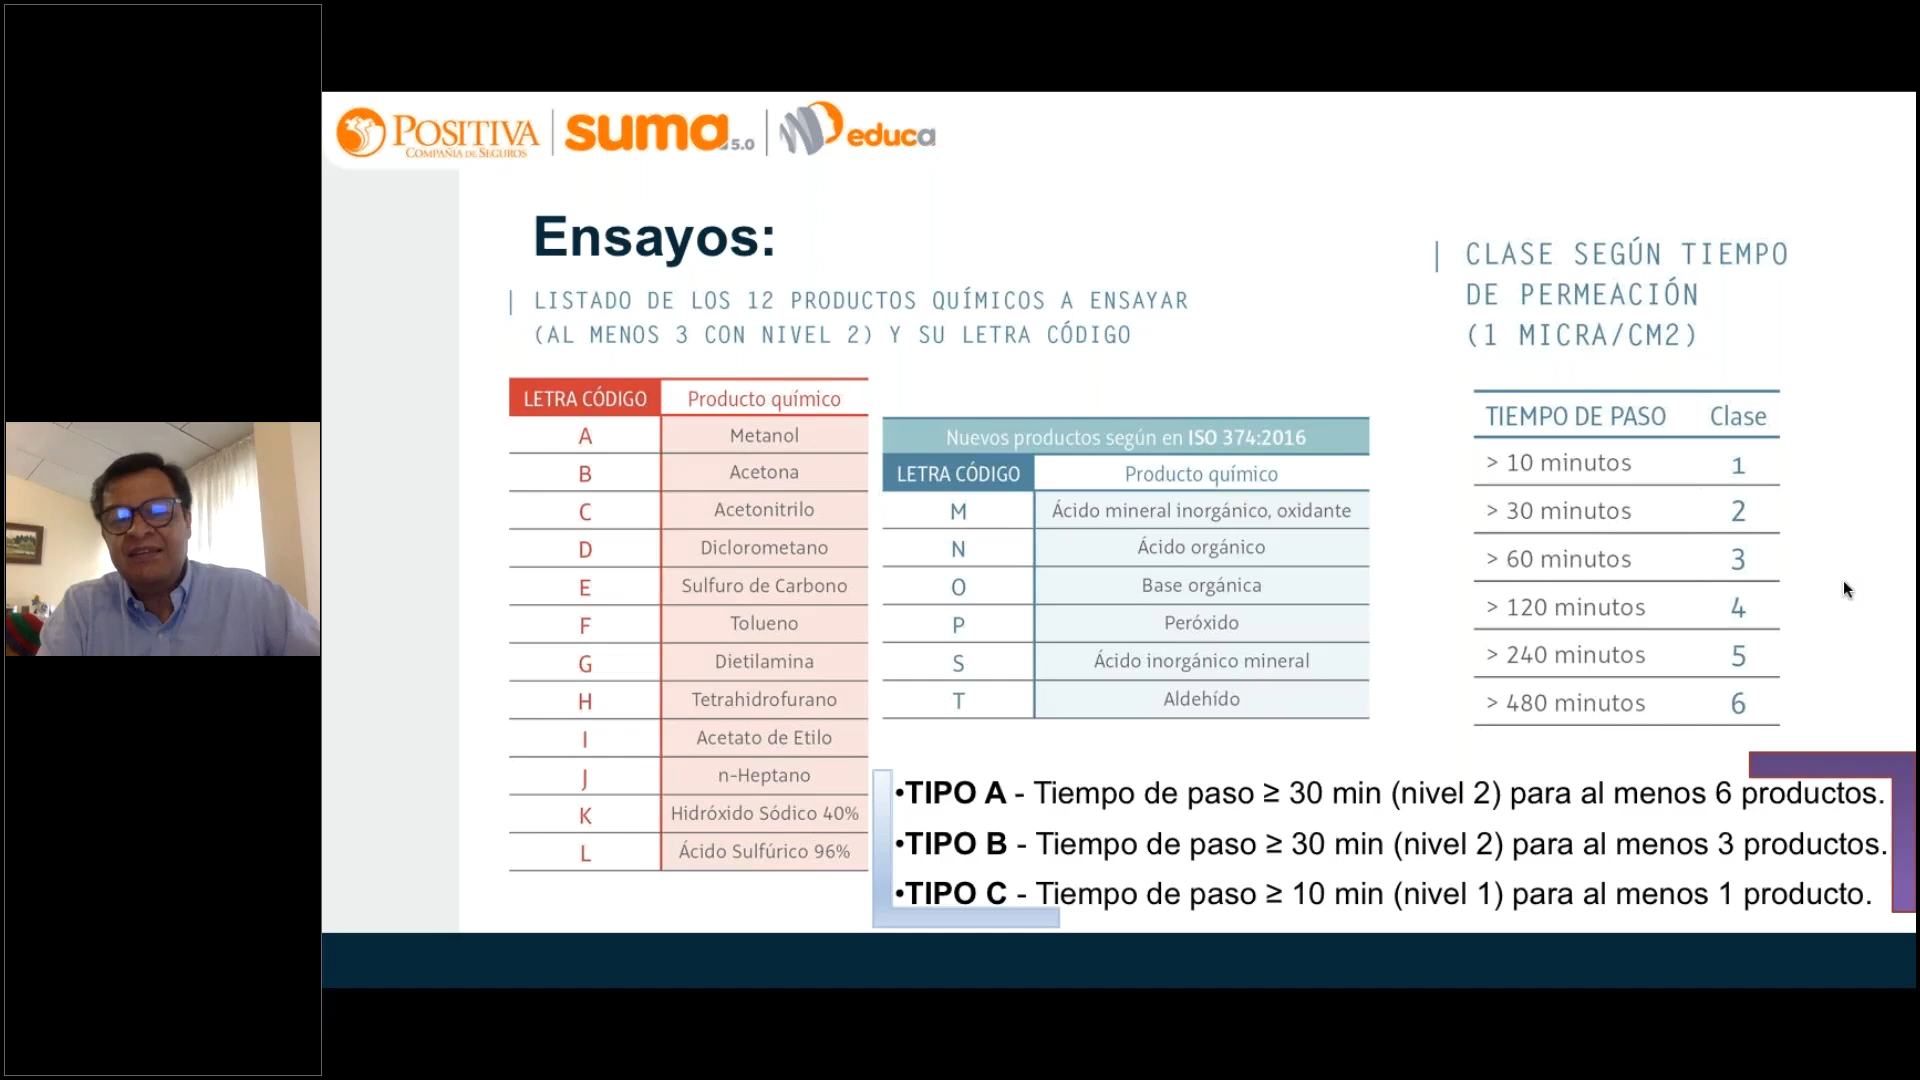 POSITIVA
COMPAÑÍA DE SEGUROS
suma 5.0
educa
Ensayos:
LISTADO DE LOS 12 PRODUCTOS QUÍMICOS A ENSAYAR
(AL MENOS 3 CON NIVEL 2) Y SU LETRA CÓDIGO
LETRA CÓDIGO Producto químico
A Metanol
B Acetona
C Acetonitrilo
D Diclorometano
E Sulfuro de Carbono
F Tolueno
G Dietilamina
H Tetrahidrofurano
I Acetato de Etilo
J n-Heptano
K Hidróxido Sódico 40%
L Ácido Sulfúrico 96%
Nuevos productos según en ISO 374:2016
LETRA CÓDIGO Producto químico
M Ácido mineral inorgánico, oxidante
N Ácido orgánico
O Base orgánica
P Peróxido
S Ácido inorgánico mineral
T Aldehído
CLASE SEGÚN TIEMPO
DE PERMEACIÓN
(1 MICRA/CM2)
TIEMPO DE PASO Clase
> 10 minutos 1
> 30 minutos 2
> 60 minutos 3
> 120 minutos 4
> 240 minutos 5
> 480 minutos 6
•TIPO A - Tiempo de paso ≥ 30 min (nivel 2) para al menos 6 productos.
•TIPO B - Tiempo de paso ≥ 30 min (nivel 2) para al menos 3 productos.
•TIPO C - Tiempo de paso ≥ 10 min (nivel 1) para al menos 1 producto.